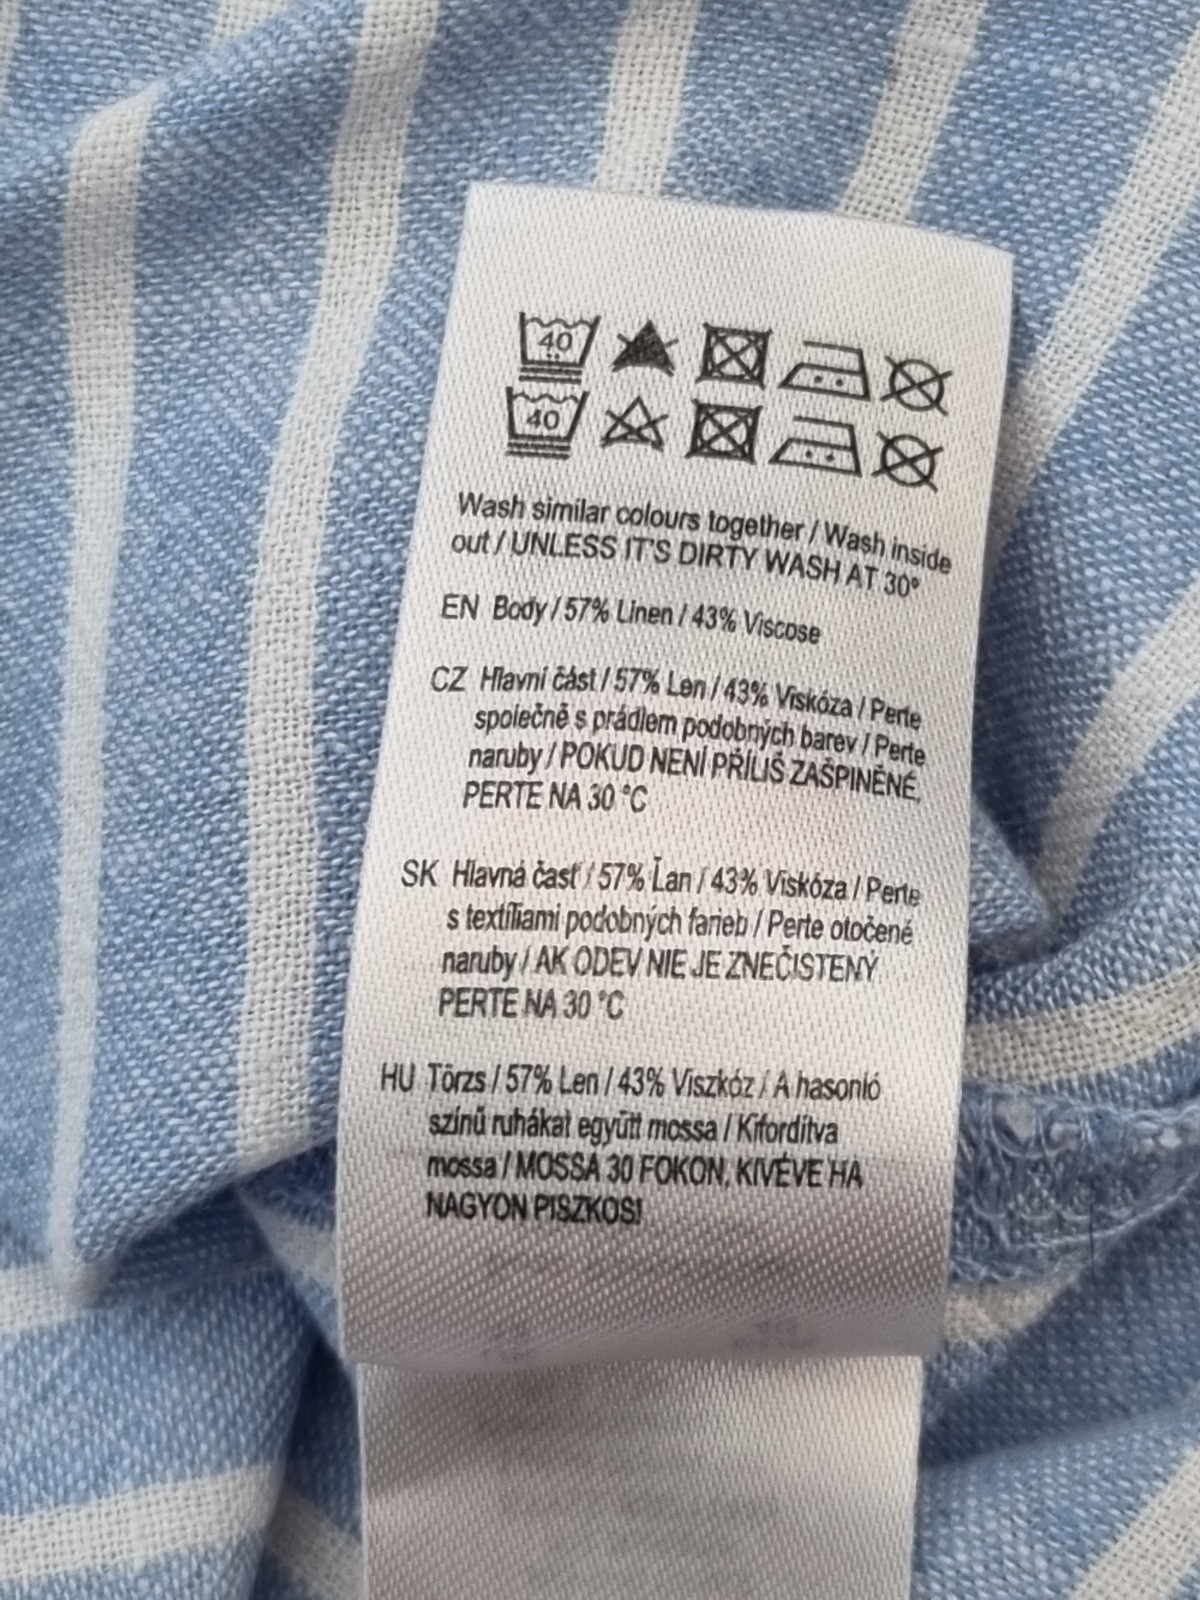 40
40
Wash similar colours together / Wash inside
out / UNLESS IT'S DIRTY WASH AT 30°
EN Body / 57% Linen / 43% Viscose
CZ Hlavní část / 57% Len / 43% Viskóza / Perte
společně s prádlem podobných barev / Perte
naruby / POKUD NENÍ PŘÍLIŠ ZAŠPINĚNÉ,
PERTE NA 30 °C
SK Hlavná časť / 57% Ľan / 43% Viskóza / Perte
s textíliami podobných farieb / Perte otočené
naruby / AK ODEV NIE JE ZNEČISTENÝ
PERTE NA 30 °C
HU Törzs / 57% Len / 43% Viszkóz / A hasonló
színű ruhákat együtt mossa / Kifordítva
mossa / MOSSA 30 FOKON, KIVÉVE HA
NAGYON PISZKOS!